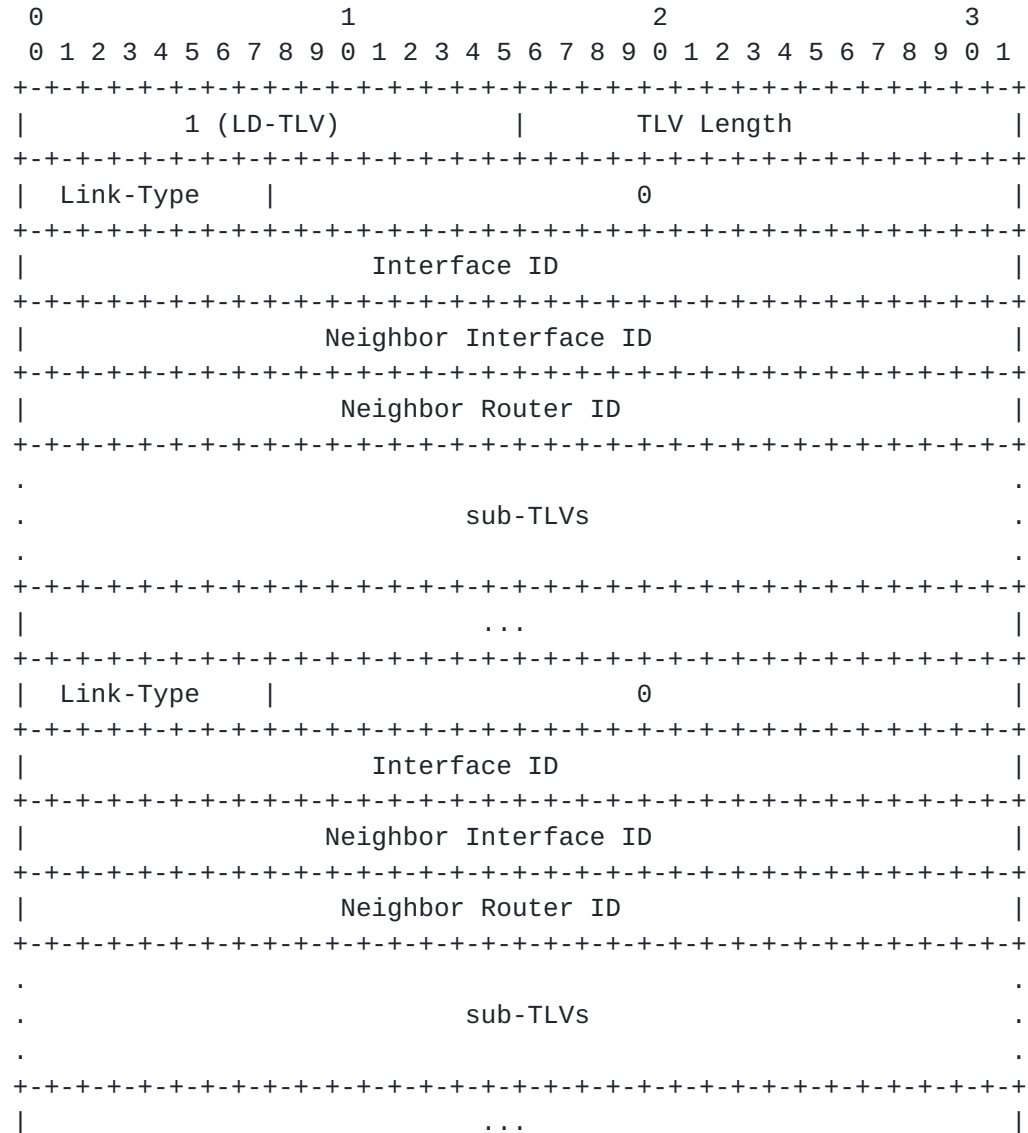 0                   1                   2                   3
 0 1 2 3 4 5 6 7 8 9 0 1 2 3 4 5 6 7 8 9 0 1 2 3 4 5 6 7 8 9 0 1
+-+-+-+-+-+-+-+-+-+-+-+-+-+-+-+-+-+-+-+-+-+-+-+-+-+-+-+-+-+-+-+-+
|          1 (LD-TLV)           |       TLV Length              |
+-+-+-+-+-+-+-+-+-+-+-+-+-+-+-+-+-+-+-+-+-+-+-+-+-+-+-+-+-+-+-+-+
|  Link-Type    |                       0                       |
+-+-+-+-+-+-+-+-+-+-+-+-+-+-+-+-+-+-+-+-+-+-+-+-+-+-+-+-+-+-+-+-+
|                      Interface ID                             |
+-+-+-+-+-+-+-+-+-+-+-+-+-+-+-+-+-+-+-+-+-+-+-+-+-+-+-+-+-+-+-+-+
|                   Neighbor Interface ID                       |
+-+-+-+-+-+-+-+-+-+-+-+-+-+-+-+-+-+-+-+-+-+-+-+-+-+-+-+-+-+-+-+-+
|                    Neighbor Router ID                         |
+-+-+-+-+-+-+-+-+-+-+-+-+-+-+-+-+-+-+-+-+-+-+-+-+-+-+-+-+-+-+-+-+
.                                                               .
.                            sub-TLVs                           .
.                                                               .
+-+-+-+-+-+-+-+-+-+-+-+-+-+-+-+-+-+-+-+-+-+-+-+-+-+-+-+-+-+-+-+-+
|                             ...                               |
+-+-+-+-+-+-+-+-+-+-+-+-+-+-+-+-+-+-+-+-+-+-+-+-+-+-+-+-+-+-+-+-+
|  Link-Type    |                       0                       |
+-+-+-+-+-+-+-+-+-+-+-+-+-+-+-+-+-+-+-+-+-+-+-+-+-+-+-+-+-+-+-+-+
|                      Interface ID                             |
+-+-+-+-+-+-+-+-+-+-+-+-+-+-+-+-+-+-+-+-+-+-+-+-+-+-+-+-+-+-+-+-+
|                   Neighbor Interface ID                       |
+-+-+-+-+-+-+-+-+-+-+-+-+-+-+-+-+-+-+-+-+-+-+-+-+-+-+-+-+-+-+-+-+
|                    Neighbor Router ID                         |
+-+-+-+-+-+-+-+-+-+-+-+-+-+-+-+-+-+-+-+-+-+-+-+-+-+-+-+-+-+-+-+-+
.                                                               .
.                            sub-TLVs                           .
.                                                               .
+-+-+-+-+-+-+-+-+-+-+-+-+-+-+-+-+-+-+-+-+-+-+-+-+-+-+-+-+-+-+-+-+
|                             ...                               |